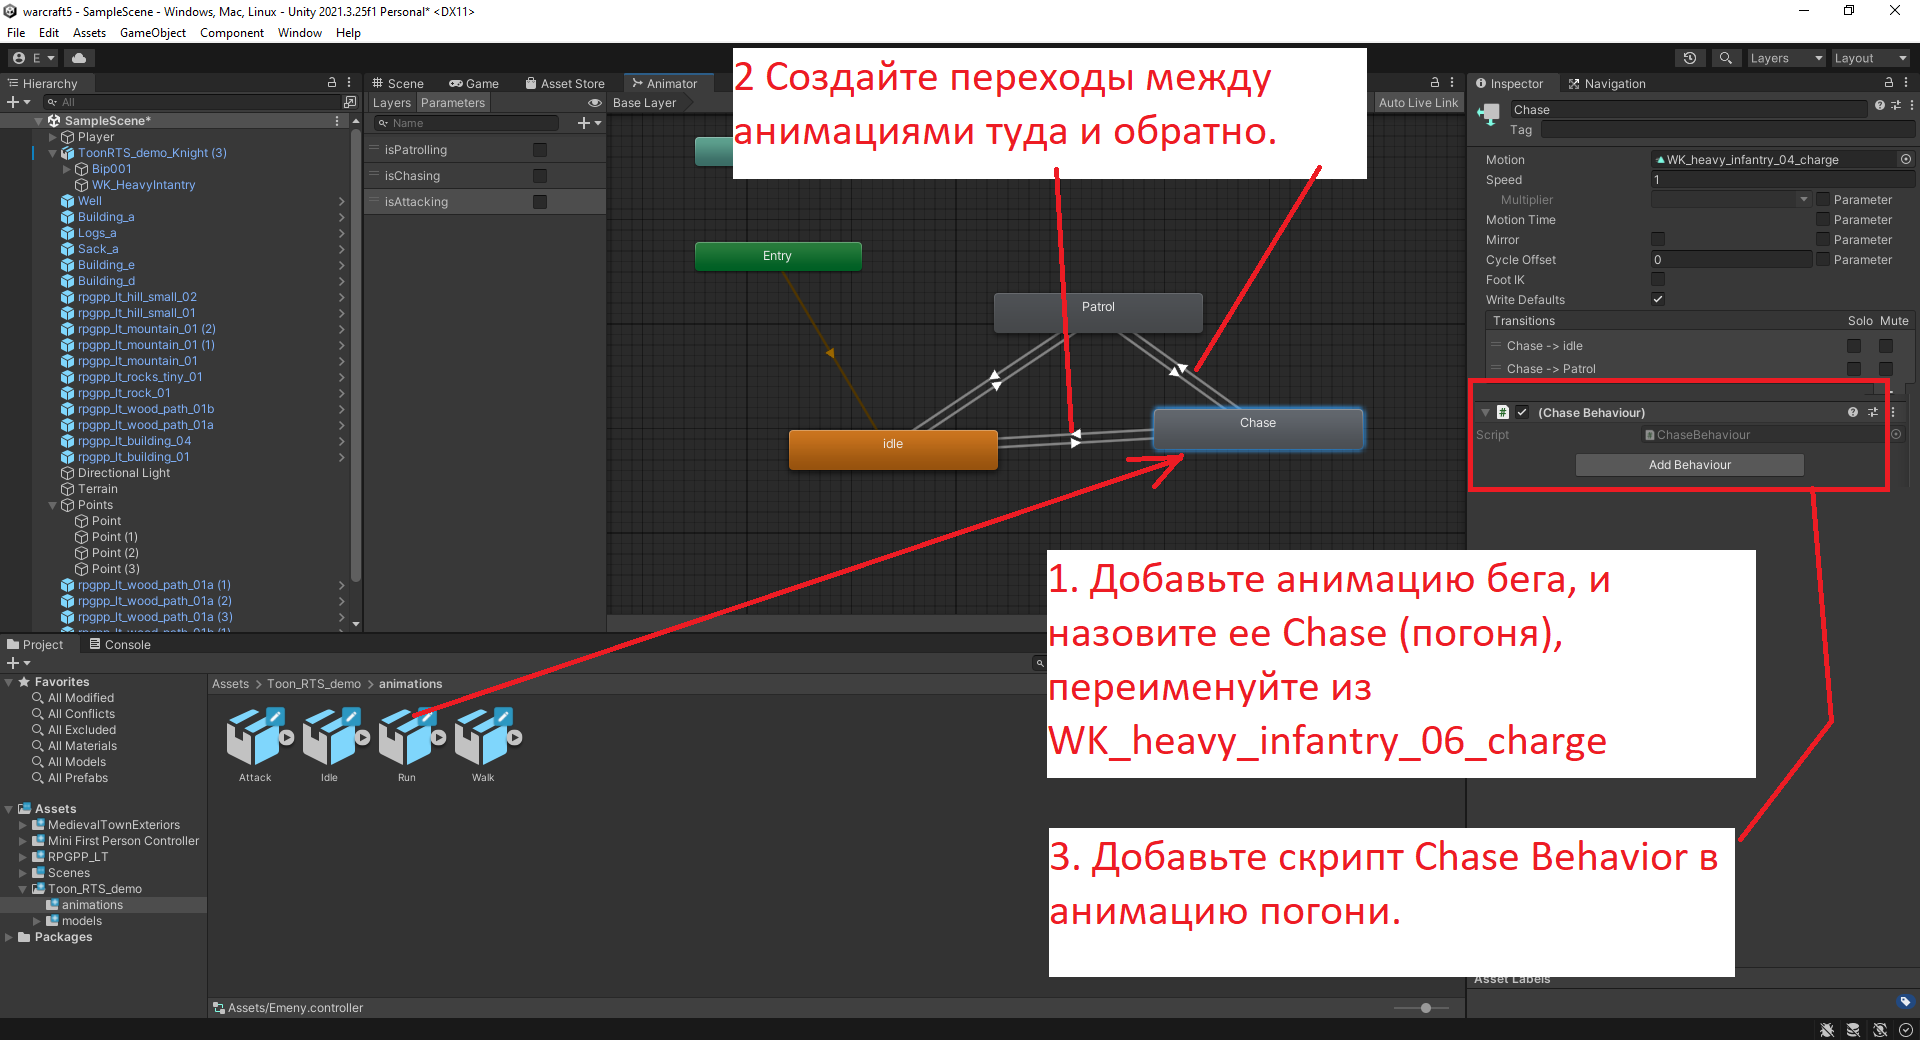 warcraft5 - SampleScene - Windows, Mac, Linux - Unity 2021.3.25f1 Personal* <DX11>
File Edit Assets GameObject Component Window Help
E
Layers Layout
Hierarchy
All
SampleScene*
Player
ToonRTS_demo_Knight (3)
Bip001
WK_HeavyIntantry
Well
Building_a
Logs_a
Sack_a
Building_e
Building_d
rpgpp_lt_hill_small_02
rpgpp_lt_hill_small_01
rpgpp_lt_mountain_01 (2)
rpgpp_lt_mountain_01 (1)
rpgpp_lt_mountain_01
rpgpp_lt_rocks_tiny_01
rpgpp_lt_rock_01
rpgpp_lt_wood_path_01b
rpgpp_lt_wood_path_01a
rpgpp_lt_building_04
rpgpp_lt_building_01
Directional Light
Terrain
Points
Point
Point (1)
Point (2)
Point (3)
rpgpp_lt_wood_path_01a (1)
rpgpp_lt_wood_path_01a (2)
rpgpp_lt_wood_path_01a (3)
Scene Game Asset Store Animator
Layers Parameters
Base Layer
Auto Live Link
Name
isPatrolling
isChasing
isAttacking
2 Создайте переходы между
анимациями туда и обратно.
Entry
Patrol
Chase
idle
Inspector Navigation
Chase
Tag
Motion WK_heavy_infantry_04_charge
Speed 1
Multiplier Parameter
Motion Time Parameter
Mirror Parameter
Cycle Offset 0 Parameter
Foot IK
Write Defaults
Transitions Solo Mute
Chase -> idle
Chase -> Patrol
(Chase Behaviour)
Script ChaseBehaviour
Add Behaviour
1. Добавьте анимацию бега, и
назовите ее Chase (погоня),
переименуйте из
WK_heavy_infantry_06_charge
3. Добавьте скрипт Chase Behavior в
анимацию погони.
Asset Labels
Project Console
Favorites
All Modified
All Conflicts
All Excluded
All Materials
All Models
All Prefabs
Assets
MedievalTownExteriors
Mini First Person Controller
RPGPP_LT
Scenes
Toon_RTS_demo
animations
models
Packages
Assets > Toon_RTS_demo > animations
Attack Idle Run Walk
Assets/Emeny.controller